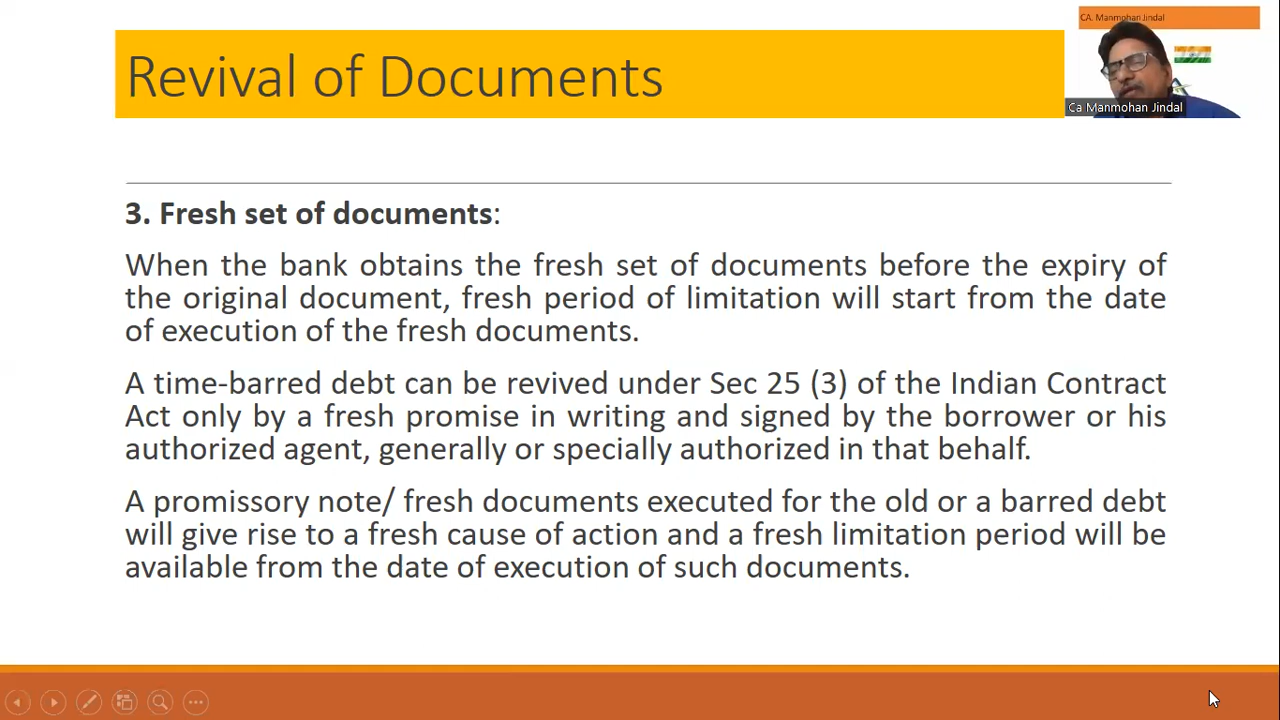 CA. Manmohan Jindal
Revival of Documents
Ca Manmohan Jindal
3. Fresh set of documents:
When the bank obtains the fresh set of documents before the expiry of
the original document, fresh period of limitation will start from the date
of execution of the fresh documents.
A time-barred debt can be revived under Sec 25 (3) of the Indian Contract
Act only by a fresh promise in writing and signed by the borrower or his
authorized agent, generally or specially authorized in that behalf.
A promissory note/ fresh documents executed for the old or a barred debt
will give rise to a fresh cause of action and a fresh limitation period will be
available from the date of execution of such documents.